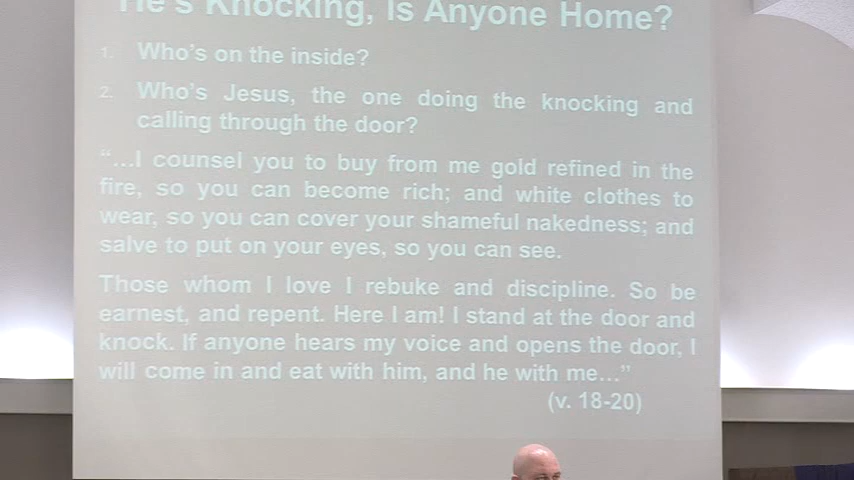 He's Knocking, Is Anyone Home?
1. Who's on the inside?
2. Who's Jesus, the one doing the knocking and
calling through the door?
“…I counsel you to buy from me gold refined in the
fire, so you can become rich; and white clothes to
wear, so you can cover your shameful nakedness; and
salve to put on your eyes, so you can see.
Those whom I love I rebuke and discipline. So be
earnest, and repent. Here I am! I stand at the door and
knock. If anyone hears my voice and opens the door, I
will come in and eat with him, and he with me…”
(v. 18-20)